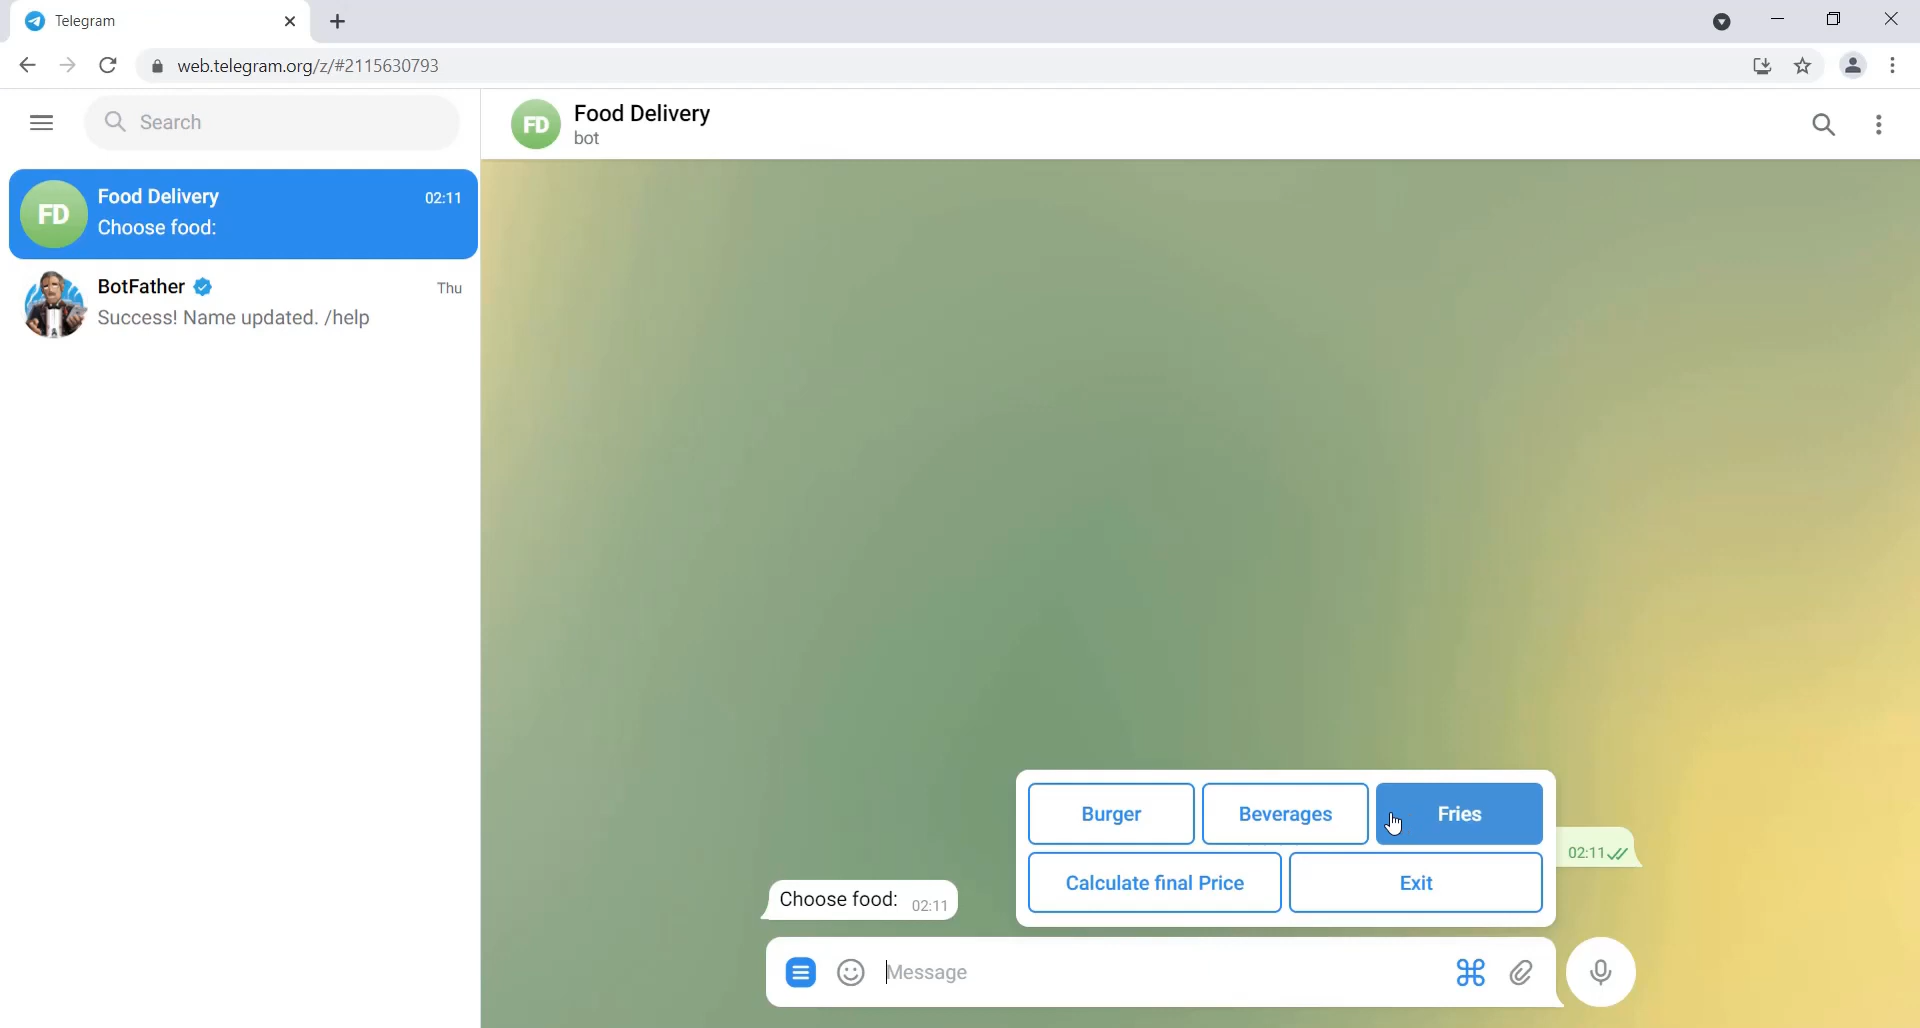 Telegram
web.telegram.org/z/#2115630793
Search
FD
Food Delivery
bot
FD
Food Delivery
02:11
Choose food:
BotFather
Thu
Success! Name updated. /help
Burger
Beverages
Fries
02:11
Calculate final Price
Exit
Choose food:
02:11
Message